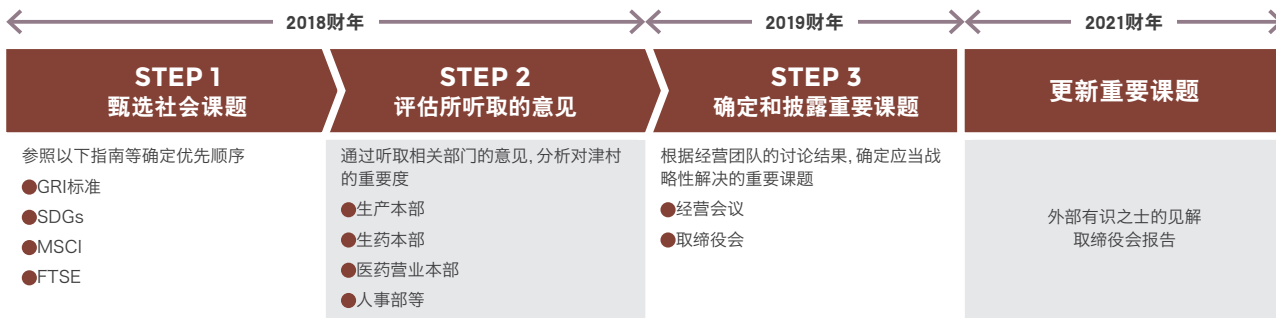 2018财年
2019财年
2021财年
STEP 1
甄选社会课题
参照以下指南等确定优先顺序
●GRI标准
●SDGs
●MSCI
●FTSE
STEP 2
评估所听取的意见
通过听取相关部门的意见，分析对津村
的重要度
●生产本部
●生药本部
●医药营业本部
●人事部等
STEP 3
确定和披露重要课题
根据经营团队的讨论结果，确定应当战
略性解决的重要课题
●经营会议
●取缔役会
更新重要课题
外部有识之士的见解
取缔役会报告